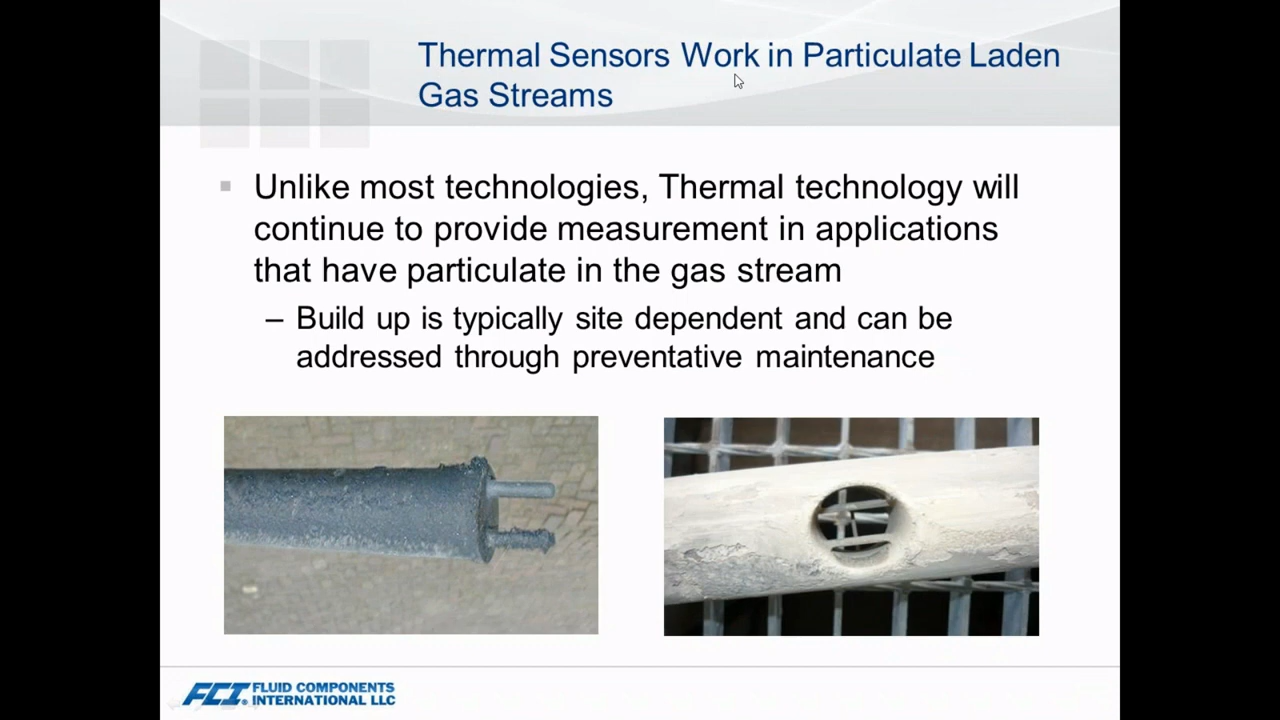 Thermal Sensors Work in Particulate Laden
Gas Streams
Unlike most technologies, Thermal technology will
continue to provide measurement in applications
that have particulate in the gas stream
– Build up is typically site dependent and can be
addressed through preventative maintenance
FCI® FLUID COMPONENTS
INTERNATIONAL LLC